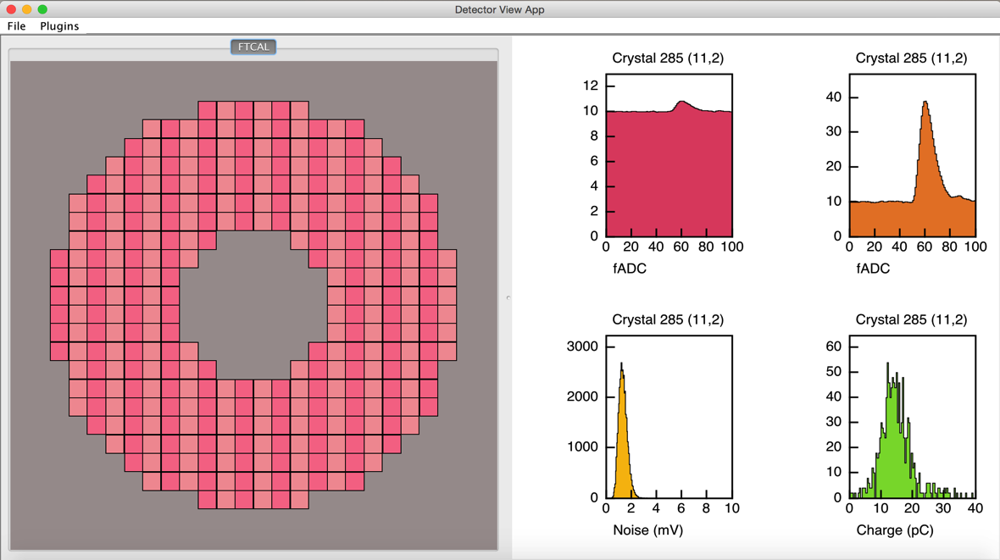 Detector View App
File Plugins
FTCAL
Crystal 285 (11,2)
12
10
8
6
4
2
0
0 20 40 60 80 100
fADC
Crystal 285 (11,2)
40
30
20
10
0
0 20 40 60 80 100
fADC
Crystal 285 (11,2)
3000
2000
1000
0
0 2 4 6 8 10
Noise (mV)
Crystal 285 (11,2)
60
50
40
30
20
10
0
0 10 20 30 40
Charge (pC)